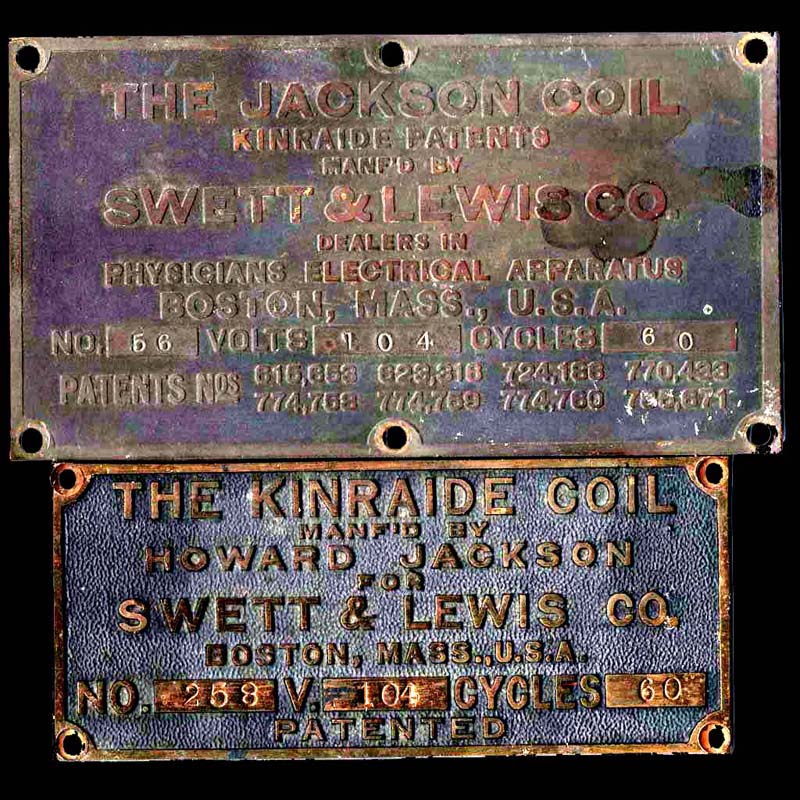 THE JACKSON COIL
KINRAIDE PATENTS
MANF'D BY
SWETT & LEWIS CO.
DEALERS IN
PHYSICIANS ELECTRICAL APPARATUS
BOSTON, MASS., U.S.A.
NO. 56 VOLTS 104 CYCLES 60
PATENTS NOS 615,653 623,316 724,166 770,433
774,758 774,759 774,760
THE KINRAIDE COIL
MANF'D BY
HOWARD JACKSON
FOR
SWETT & LEWIS CO.
BOSTON, MASS., U.S.A.
NO. 258 V. 104 CYCLES 60
PATENTED